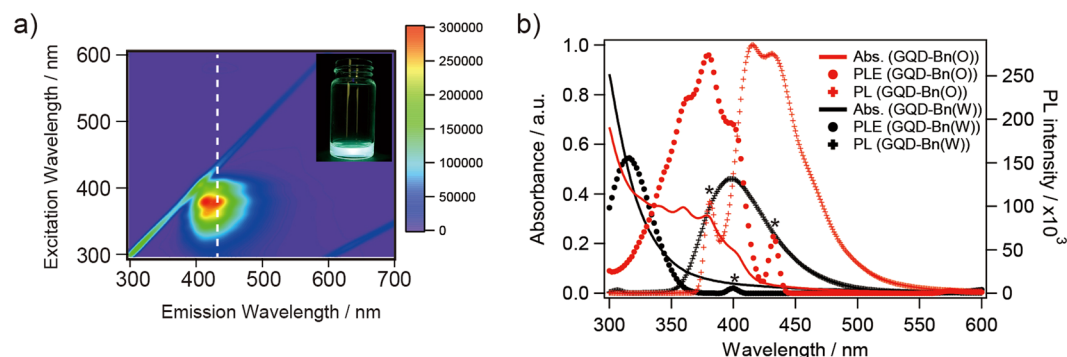 a)
600
500
400
300
Excitation Wavelength / nm
300 400 500 600 700
Emission Wavelength / nm
300000
250000
200000
150000
100000
50000
0
b)
1.0
0.8
0.6
0.4
0.2
0.0
Absorbance / a.u.
Abs. (GQD-Bn(O))
PLE (GQD-Bn(O))
PL (GQD-Bn(O))
Abs. (GQD-Bn(W))
PLE (GQD-Bn(W))
PL (GQD-Bn(W))
*
*
*
300 350 400 450 500 550 600
Wavelength / nm
250
200
150
100
50
0
PL intensity / x10³